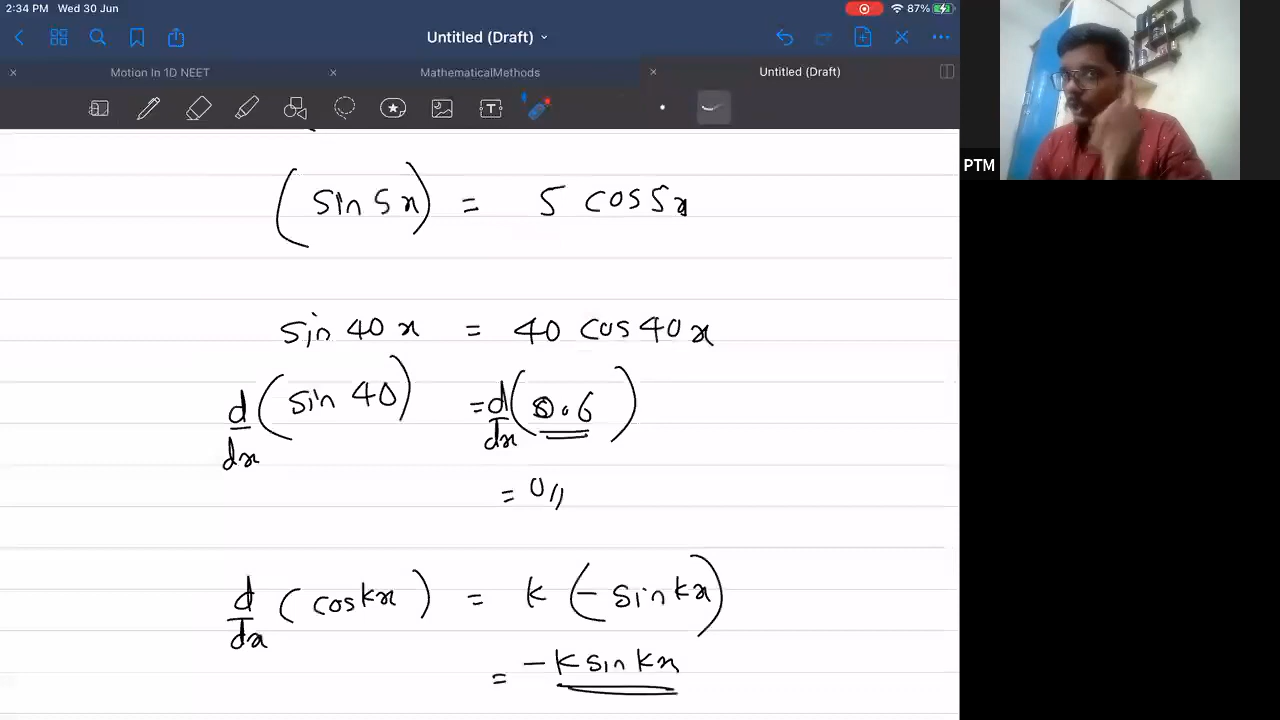 2:34 PM Wed 30 Jun
87%
Untitled (Draft)
Motion In 1D NEET
MathematicalMethods
Untitled (Draft)
PTM
(sin 5x) = 5 cos 5x
sin 40x = 40 cos 40x
d/dx (sin 40) = d/dx (0.6)
= 0//
d/dx (cos kx) = k (- sin kx)
= -k sin kx